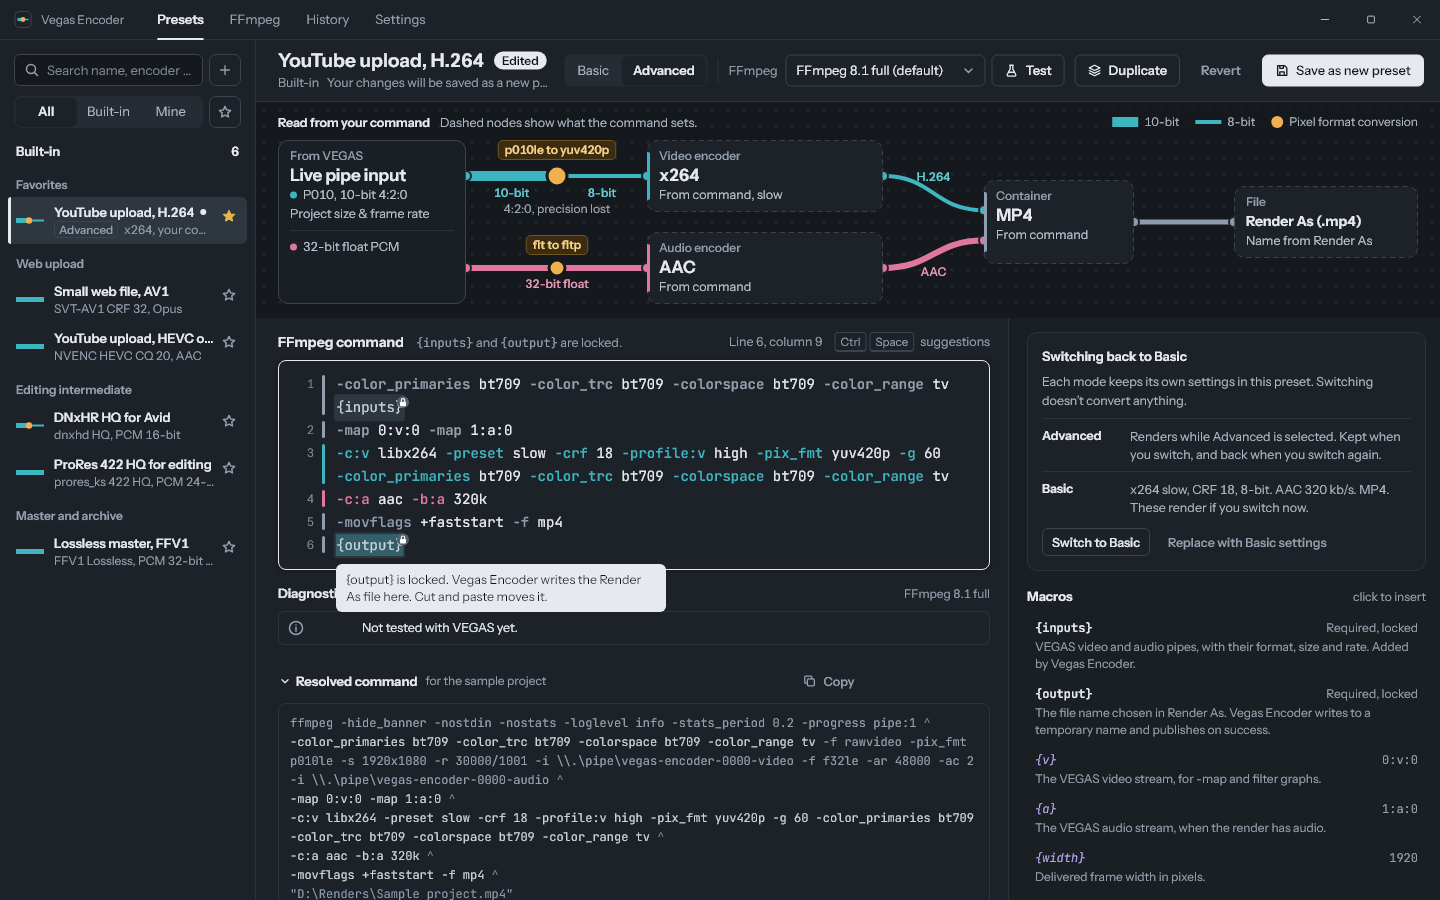 Vegas Encoder
Presets
FFmpeg
History
Settings
Search name, encoder ...
All
Built-in
Mine
Built-in
6
Favorites
YouTube upload, H.264
Advanced
x264, your co...
Web upload
Small web file, AV1
SVT-AV1 CRF 32, Opus
YouTube upload, HEVC o...
NVENC HEVC CQ 20, AAC
Editing intermediate
DNxHR HQ for Avid
dnxhd HQ, PCM 16-bit
ProRes 422 HQ for editing
prores_ks 422 HQ, PCM 24-...
Master and archive
Lossless master, FFV1
FFV1 Lossless, PCM 32-bit ...
YouTube upload, H.264
Edited
Built-in
Your changes will be saved as a new p...
Basic
Advanced
FFmpeg
FFmpeg 8.1 full (default)
Test
Duplicate
Revert
Save as new preset
Read from your command
Dashed nodes show what the command sets.
10-bit
8-bit
Pixel format conversion
From VEGAS
Live pipe input
P010, 10-bit 4:2:0
Project size & frame rate
32-bit float PCM
p010le to yuv420p
10-bit
8-bit
4:2:0, precision lost
flt to fltp
32-bit float
Video encoder
x264
From command, slow
Audio encoder
AAC
From command
H.264
AAC
Container
MP4
From command
File
Render As (.mp4)
Name from Render As
FFmpeg command
{inputs} and {output} are locked.
Line 6, column 9
Ctrl
Space
suggestions
1 -color_primaries bt709 -color_trc bt709 -colorspace bt709 -color_range tv
{inputs}
2 -map 0:v:0 -map 1:a:0
3 -c:v libx264 -preset slow -crf 18 -profile:v high -pix_fmt yuv420p -g 60
-color_primaries bt709 -color_trc bt709 -colorspace bt709 -color_range tv
4 -c:a aac -b:a 320k
5 -movflags +faststart -f mp4
6 {output}
{output} is locked. Vegas Encoder writes the Render
As file here. Cut and paste moves it.
FFmpeg 8.1 full
Not tested with VEGAS yet.
Resolved command
for the sample project
Copy
ffmpeg -hide_banner -nostdin -nostats -loglevel info -stats_period 0.2 -progress pipe:1 ^
-color_primaries bt709 -color_trc bt709 -colorspace bt709 -color_range tv -f rawvideo -pix_fmt
p010le -s 1920x1080 -r 30000/1001 -i \\.\pipe\vegas-encoder-0000-video -f f32le -ar 48000 -ac 2
-i \\.\pipe\vegas-encoder-0000-audio ^
-map 0:v:0 -map 1:a:0 ^
-c:v libx264 -preset slow -crf 18 -profile:v high -pix_fmt yuv420p -g 60 -color_primaries bt709
-color_trc bt709 -colorspace bt709 -color_range tv ^
-c:a aac -b:a 320k ^
-movflags +faststart -f mp4 ^
"D:\Renders\Sample project.mp4"
Switching back to Basic
Each mode keeps its own settings in this preset. Switching
doesn't convert anything.
Advanced
Renders while Advanced is selected. Kept when
you switch, and back when you switch again.
Basic
x264 slow, CRF 18, 8-bit. AAC 320 kb/s. MP4.
These render if you switch now.
Switch to Basic
Replace with Basic settings
Macros
click to insert
{inputs}
Required, locked
VEGAS video and audio pipes, with their format, size and rate. Added
by Vegas Encoder.
{output}
Required, locked
The file name chosen in Render As. Vegas Encoder writes to a
temporary name and publishes on success.
{v}
0:v:0
The VEGAS video stream, for -map and filter graphs.
{a}
1:a:0
The VEGAS audio stream, when the render has audio.
{width}
1920
Delivered frame width in pixels.